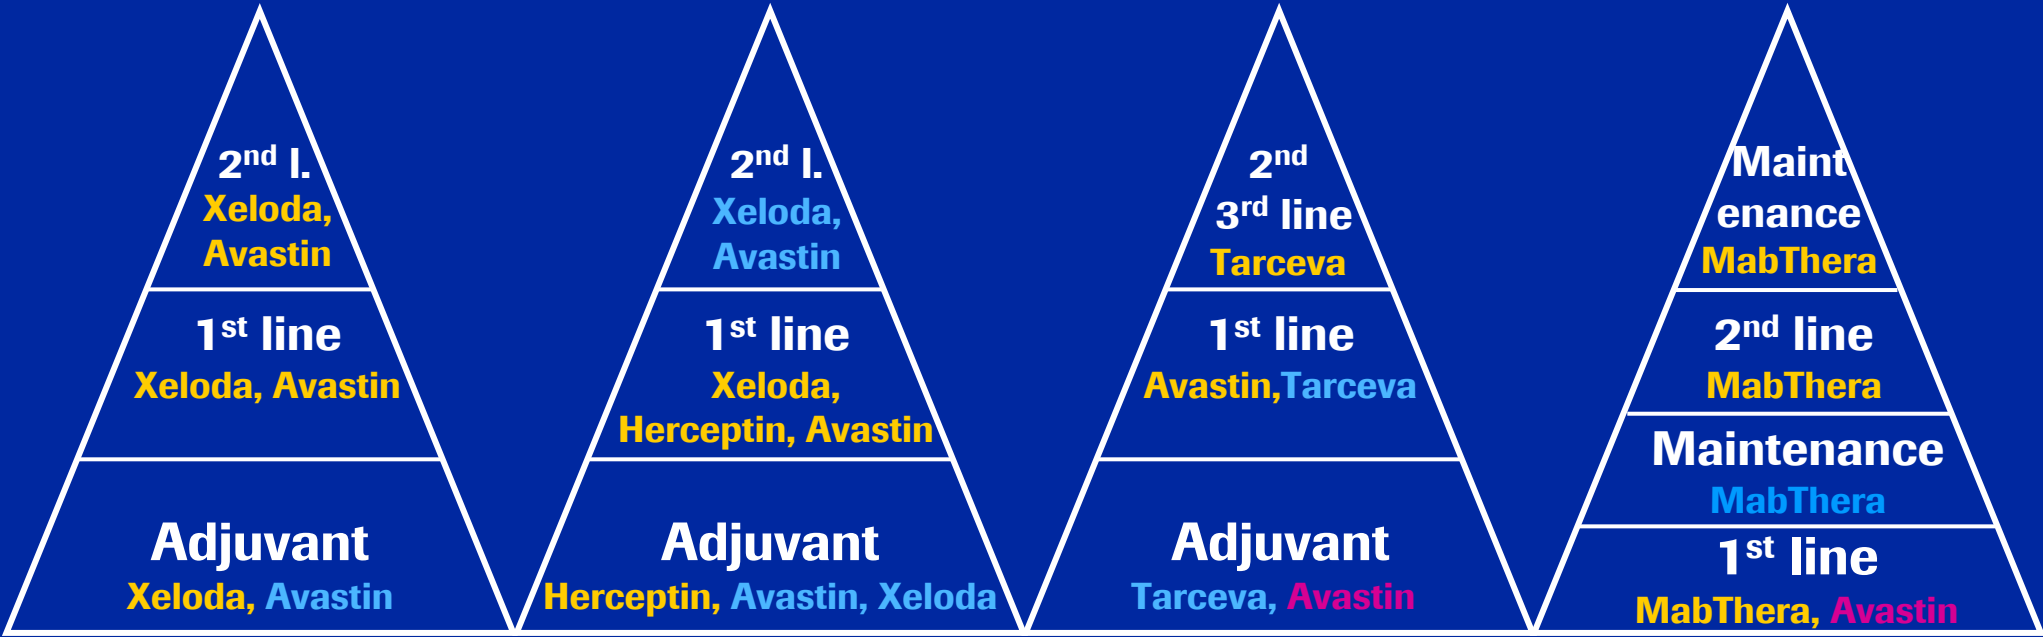 2nd l.
Xeloda,
Avastin
1st line
Xeloda, Avastin
Adjuvant
Xeloda, Avastin
2nd l.
Xeloda,
Avastin
1st line
Xeloda,
Herceptin, Avastin
Adjuvant
Herceptin, Avastin, Xeloda
2nd
3rd line
Tarceva
1st line
Avastin,Tarceva
Adjuvant
Tarceva, Avastin
Maint
enance
MabThera
2nd line
MabThera
Maintenance
MabThera
1st line
MabThera, Avastin